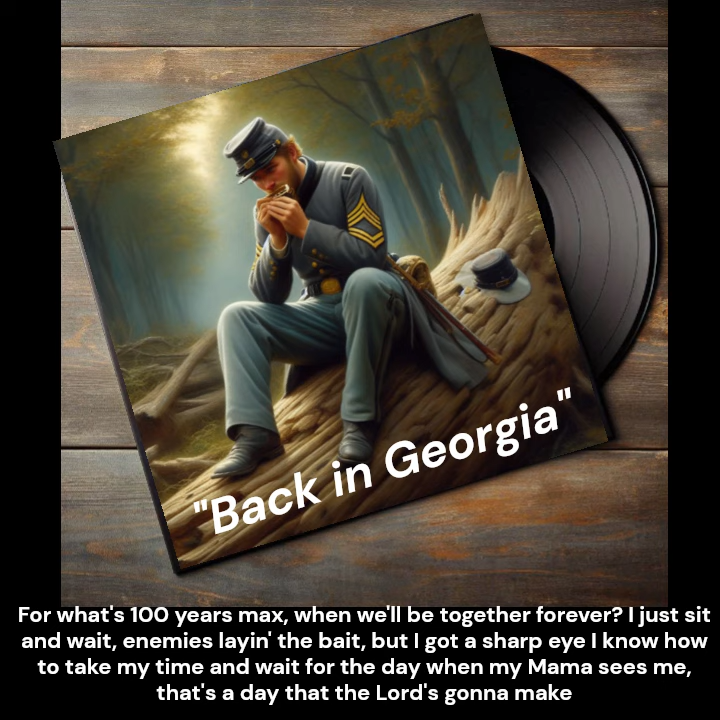 "Back in Georgia"
For what's 100 years max, when we'll be together forever? I just sit
and wait, enemies layin' the bait, but I got a sharp eye I know how
to take my time and wait for the day when my Mama sees me,
that's a day that the Lord's gonna make